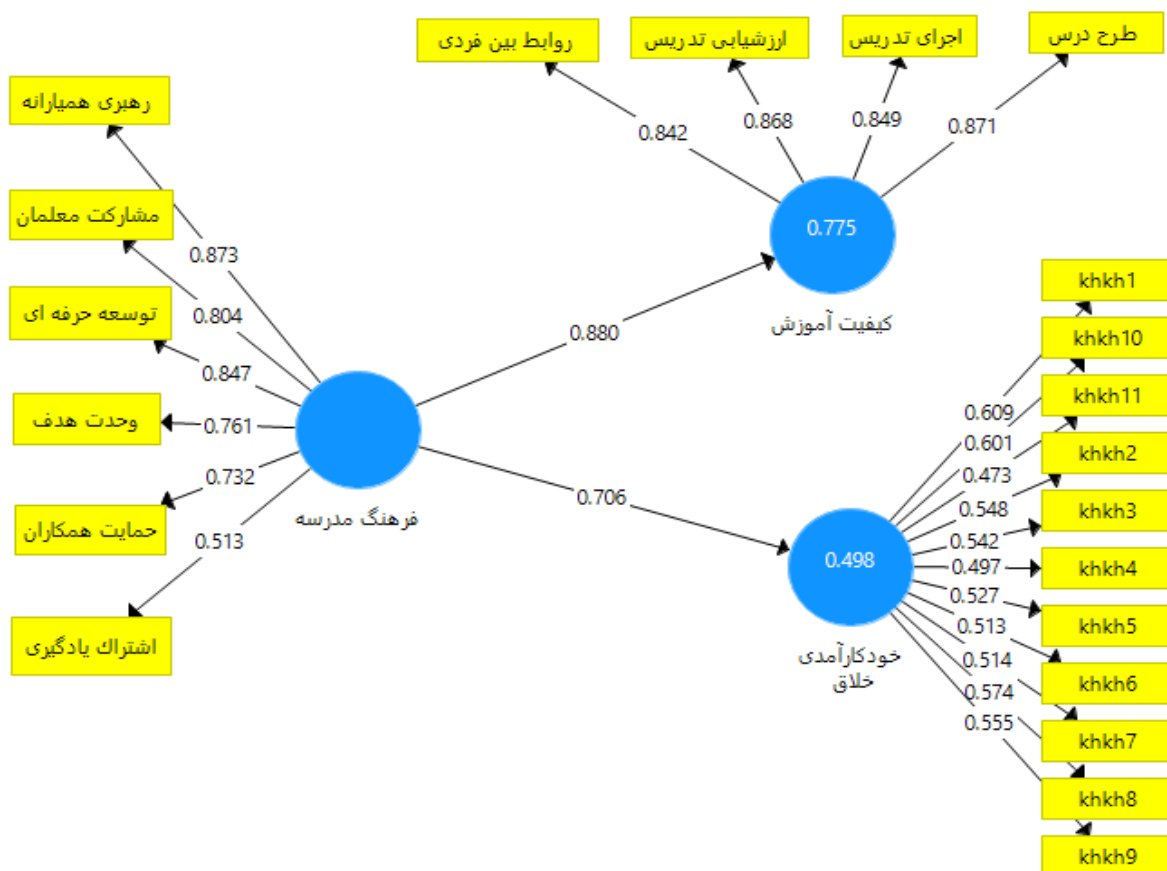 روابط بین فردی
ارزشیابی تدریس
اجرای تدریس
طرح درس
0.842
0.868
0.849
0.871
0.775
کیفیت آموزش
رهبری همیارانه
مشارکت معلمان
توسعه حرفه ای
وحدت هدف
حمایت همکاران
اشتراك یادگیری
0.873
0.804
0.847
0.761
0.732
0.513
فرهنگ مدرسه
0.880
0.706
0.498
خودکارآمدی
خلاق
0.609
0.601
0.473
0.548
0.542
0.497
0.527
0.513
0.514
0.574
0.555
khkh1
khkh10
khkh11
khkh2
khkh3
khkh4
khkh5
khkh6
khkh7
khkh8
khkh9